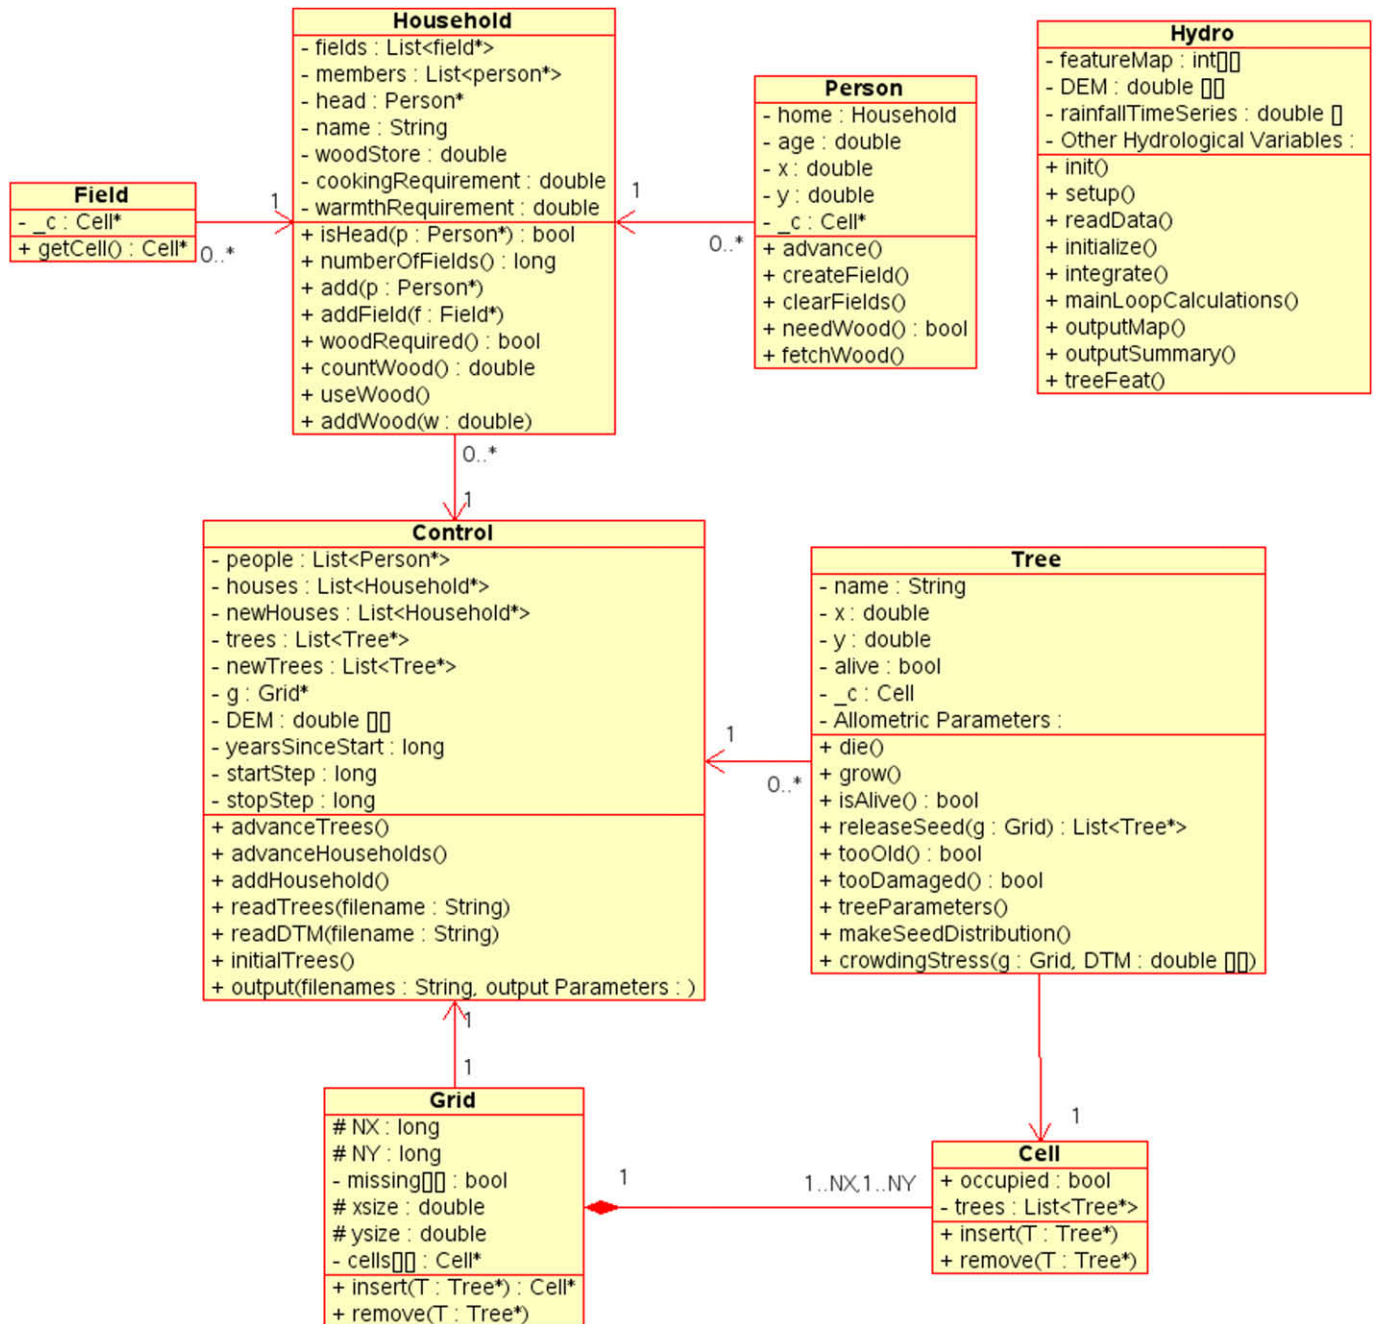 Household
- fields : List<field*>
- members : List<person*>
- head : Person*
- name : String
- woodStore : double
- cookingRequirement : double
- warmthRequirement : double
+ isHead(p : Person*) : bool
+ numberOfFields() : long
+ add(p : Person*)
+ addField(f : Field*)
+ woodRequired() : bool
+ countWood() : double
+ useWood()
+ addWood(w : double)
Person
- home : Household
- age : double
- x : double
- y : double
- _c : Cell*
+ advance()
+ createField()
+ clearFields()
+ needWood() : bool
+ fetchWood()
Hydro
- featureMap : int[][]
- DEM : double [][]
- rainfallTimeSeries : double []
- Other Hydrological Variables :
+ init()
+ setup()
+ readData()
+ initialize()
+ integrate()
+ mainLoopCalculations()
+ outputMap()
+ outputSummary()
+ treeFeat()
Field
- _c : Cell*
+ getCell() : Cell*
1
0..*
1
0..*
0..*
1
Control
- people : List<Person*>
- houses : List<Household*>
- newHouses : List<Household*>
- trees : List<Tree*>
- newTrees : List<Tree*>
- g : Grid*
- DEM : double [][]
- yearsSinceStart : long
- startStep : long
- stopStep : long
+ advanceTrees()
+ advanceHouseholds()
+ addHousehold()
+ readTrees(filename : String)
+ readDTM(filename : String)
+ initialTrees()
+ output(filenames : String, output Parameters : )
1
0..*
Tree
- name : String
- x : double
- y : double
- alive : bool
- _c : Cell
- Allometric Parameters :
+ die()
+ grow()
+ isAlive() : bool
+ releaseSeed(g : Grid) : List<Tree*>
+ tooOld() : bool
+ tooDamaged() : bool
+ treeParameters()
+ makeSeedDistribution()
+ crowdingStress(g : Grid, DTM : double [][])
1
1
1
Grid
# NX : long
# NY : long
- missing[][] : bool
# xsize : double
# ysize : double
- cells[][] : Cell*
+ insert(T : Tree*) : Cell*
+ remove(T : Tree*)
1
1..NX,1..NY
Cell
+ occupied : bool
- trees : List<Tree*>
+ insert(T : Tree*)
+ remove(T : Tree*)